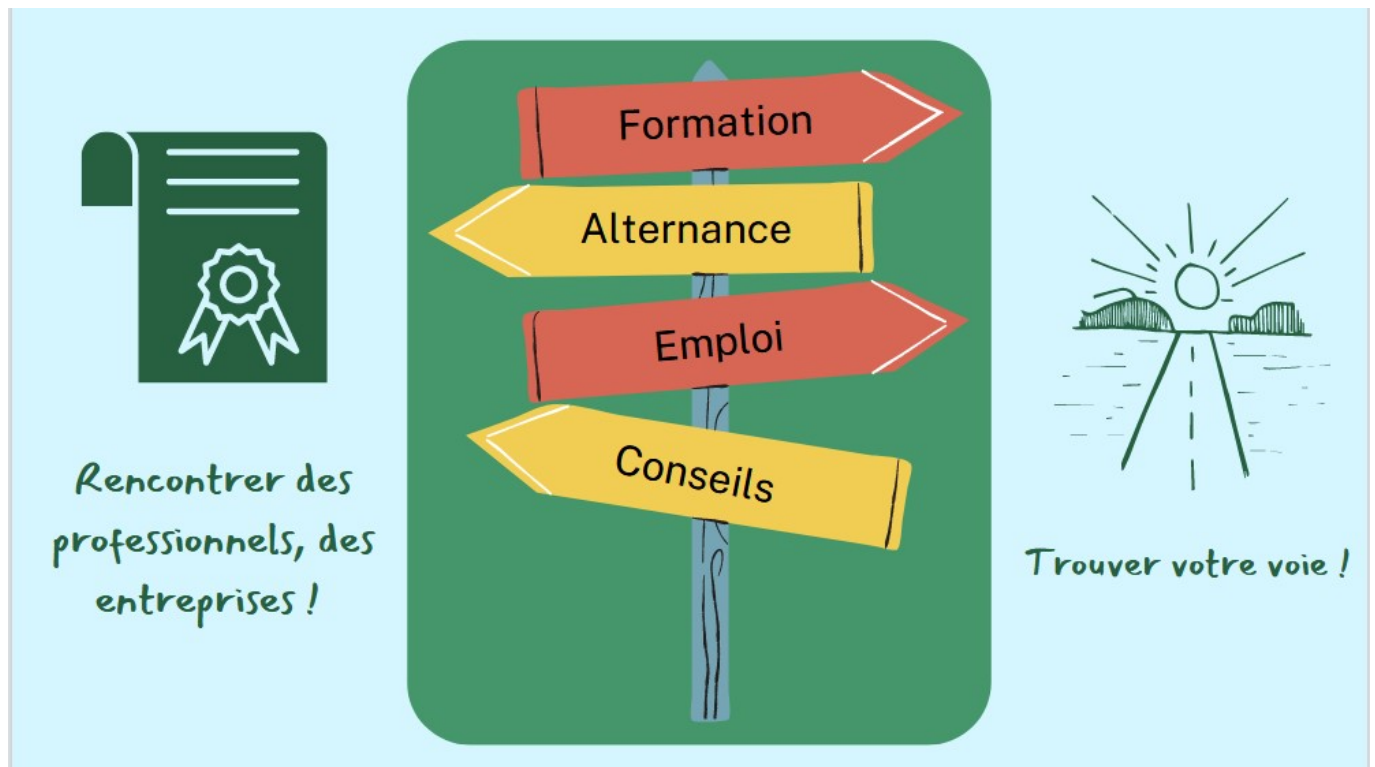 Rencontrer des
professionnels, des
entreprises !
Formation
Alternance
Emploi
Conseils
Trouver votre voie !